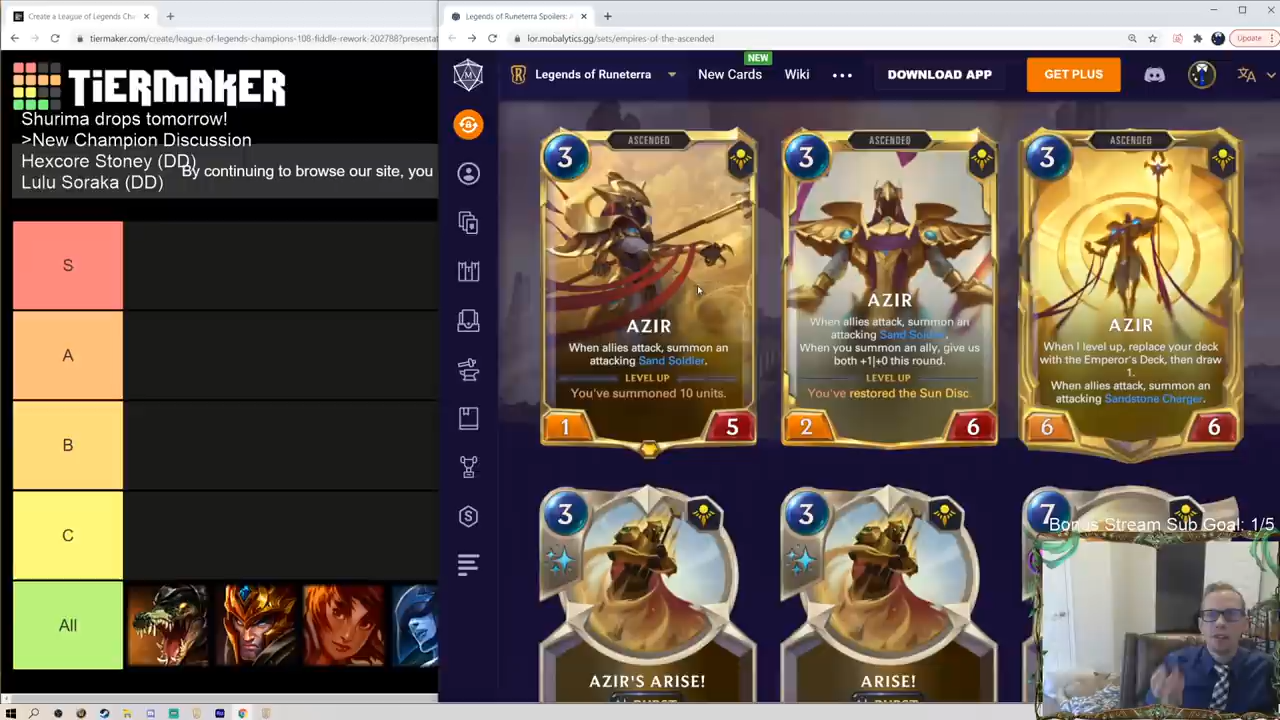 Create a League of Legends Cha
Legends of Runeterra Spoilers: A
tiermaker.com/create/league-of-legends-champions-108-fiddle-rework-202788?presentat
lor.mobalytics.gg/sets/empires-of-the-ascended
Update
TiERMAKER
Shurima drops tomorrow!
>New Champion Discussion
Hexcore Stoney (DD)
Lulu Soraka (DD)
By continuing to browse our site, you
S
A
B
C
All
Legends of Runeterra
NEW
New Cards
Wiki
DOWNLOAD APP
GET PLUS
3
ASCENDED
AZIR
When allies attack, summon an
attacking Sand Soldier.
LEVEL UP
You've summoned 10 units.
1
5
3
ASCENDED
AZIR
When allies attack, summon an
attacking Sand Soldier.
When you summon an ally, give us
both +1|+0 this round.
LEVEL UP
You've restored the Sun Disc
2
6
3
ASCENDED
AZIR
When I level up, replace your deck
with the Emperor's Deck, then draw
1.
When allies attack, summon an
attacking Sandstone Charger.
6
6
3
AZIR'S ARISE!
3
ARISE!
7
Bonus Stream Sub Goal: 1/5